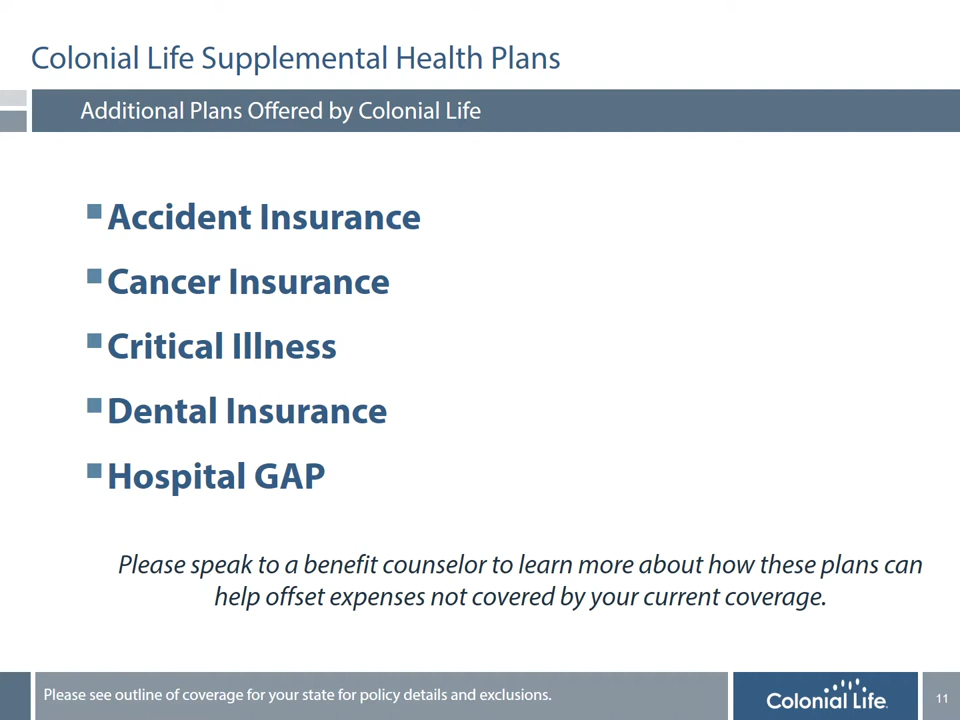 Colonial Life Supplemental Health Plans
Additional Plans Offered by Colonial Life
Accident Insurance
Cancer Insurance
Critical Illness
Dental Insurance
Hospital GAP
Please speak to a benefit counselor to learn more about how these plans can
help offset expenses not covered by your current coverage.
Please see outline of coverage for your state for policy details and exclusions.
Colonial Life.
11